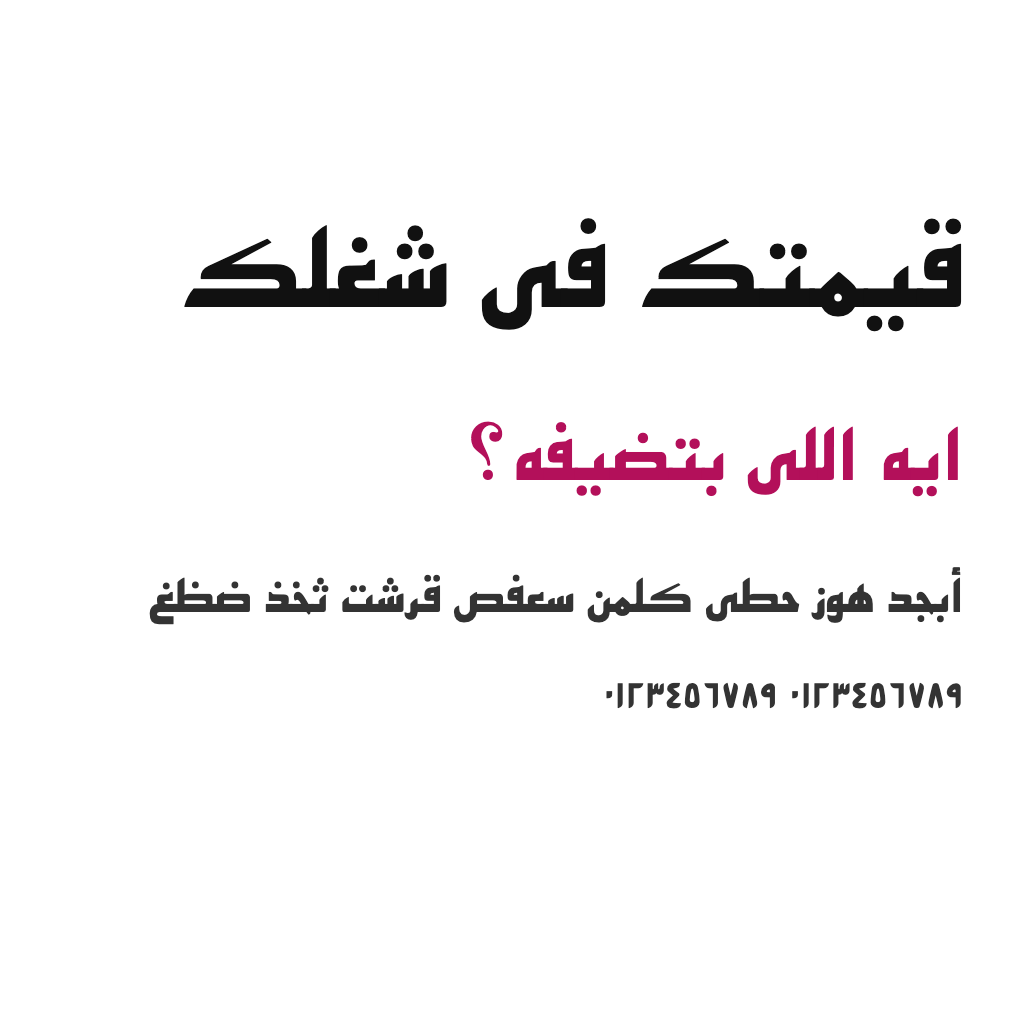 قيمتك فى شغلك
ايه اللى بتضيفه؟
أبجد هوز حطى كلمن سعفص قرشت ثخذ ضظغ
٠١٢٣٤٥٦٧٨٩ ٠١٢٣٤٥٦٧٨٩